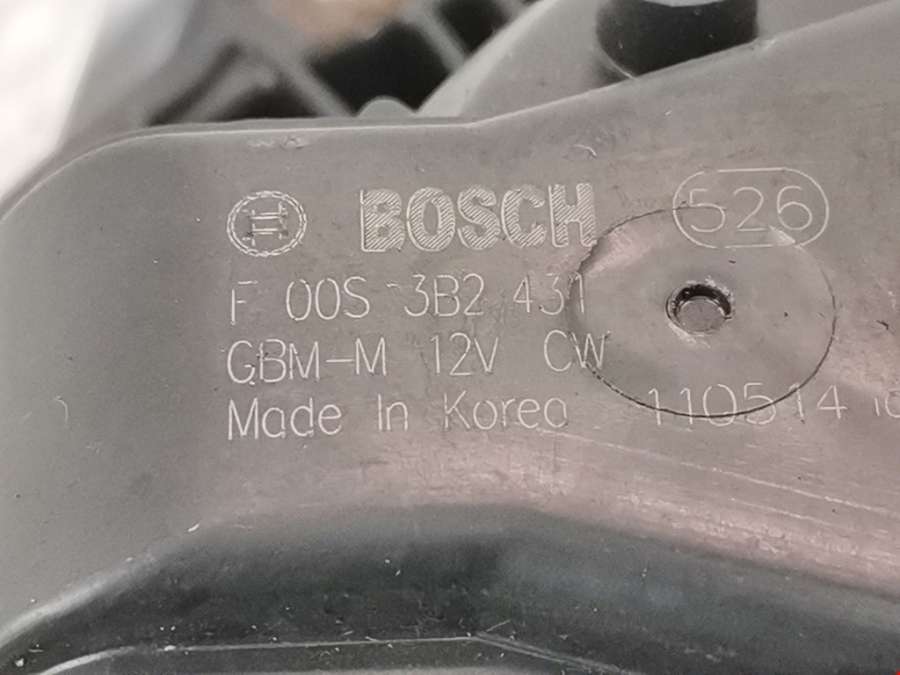 BOSCH 526
F 00S 3B2 431
GBM-M 12V CW
Made In Korea 110514